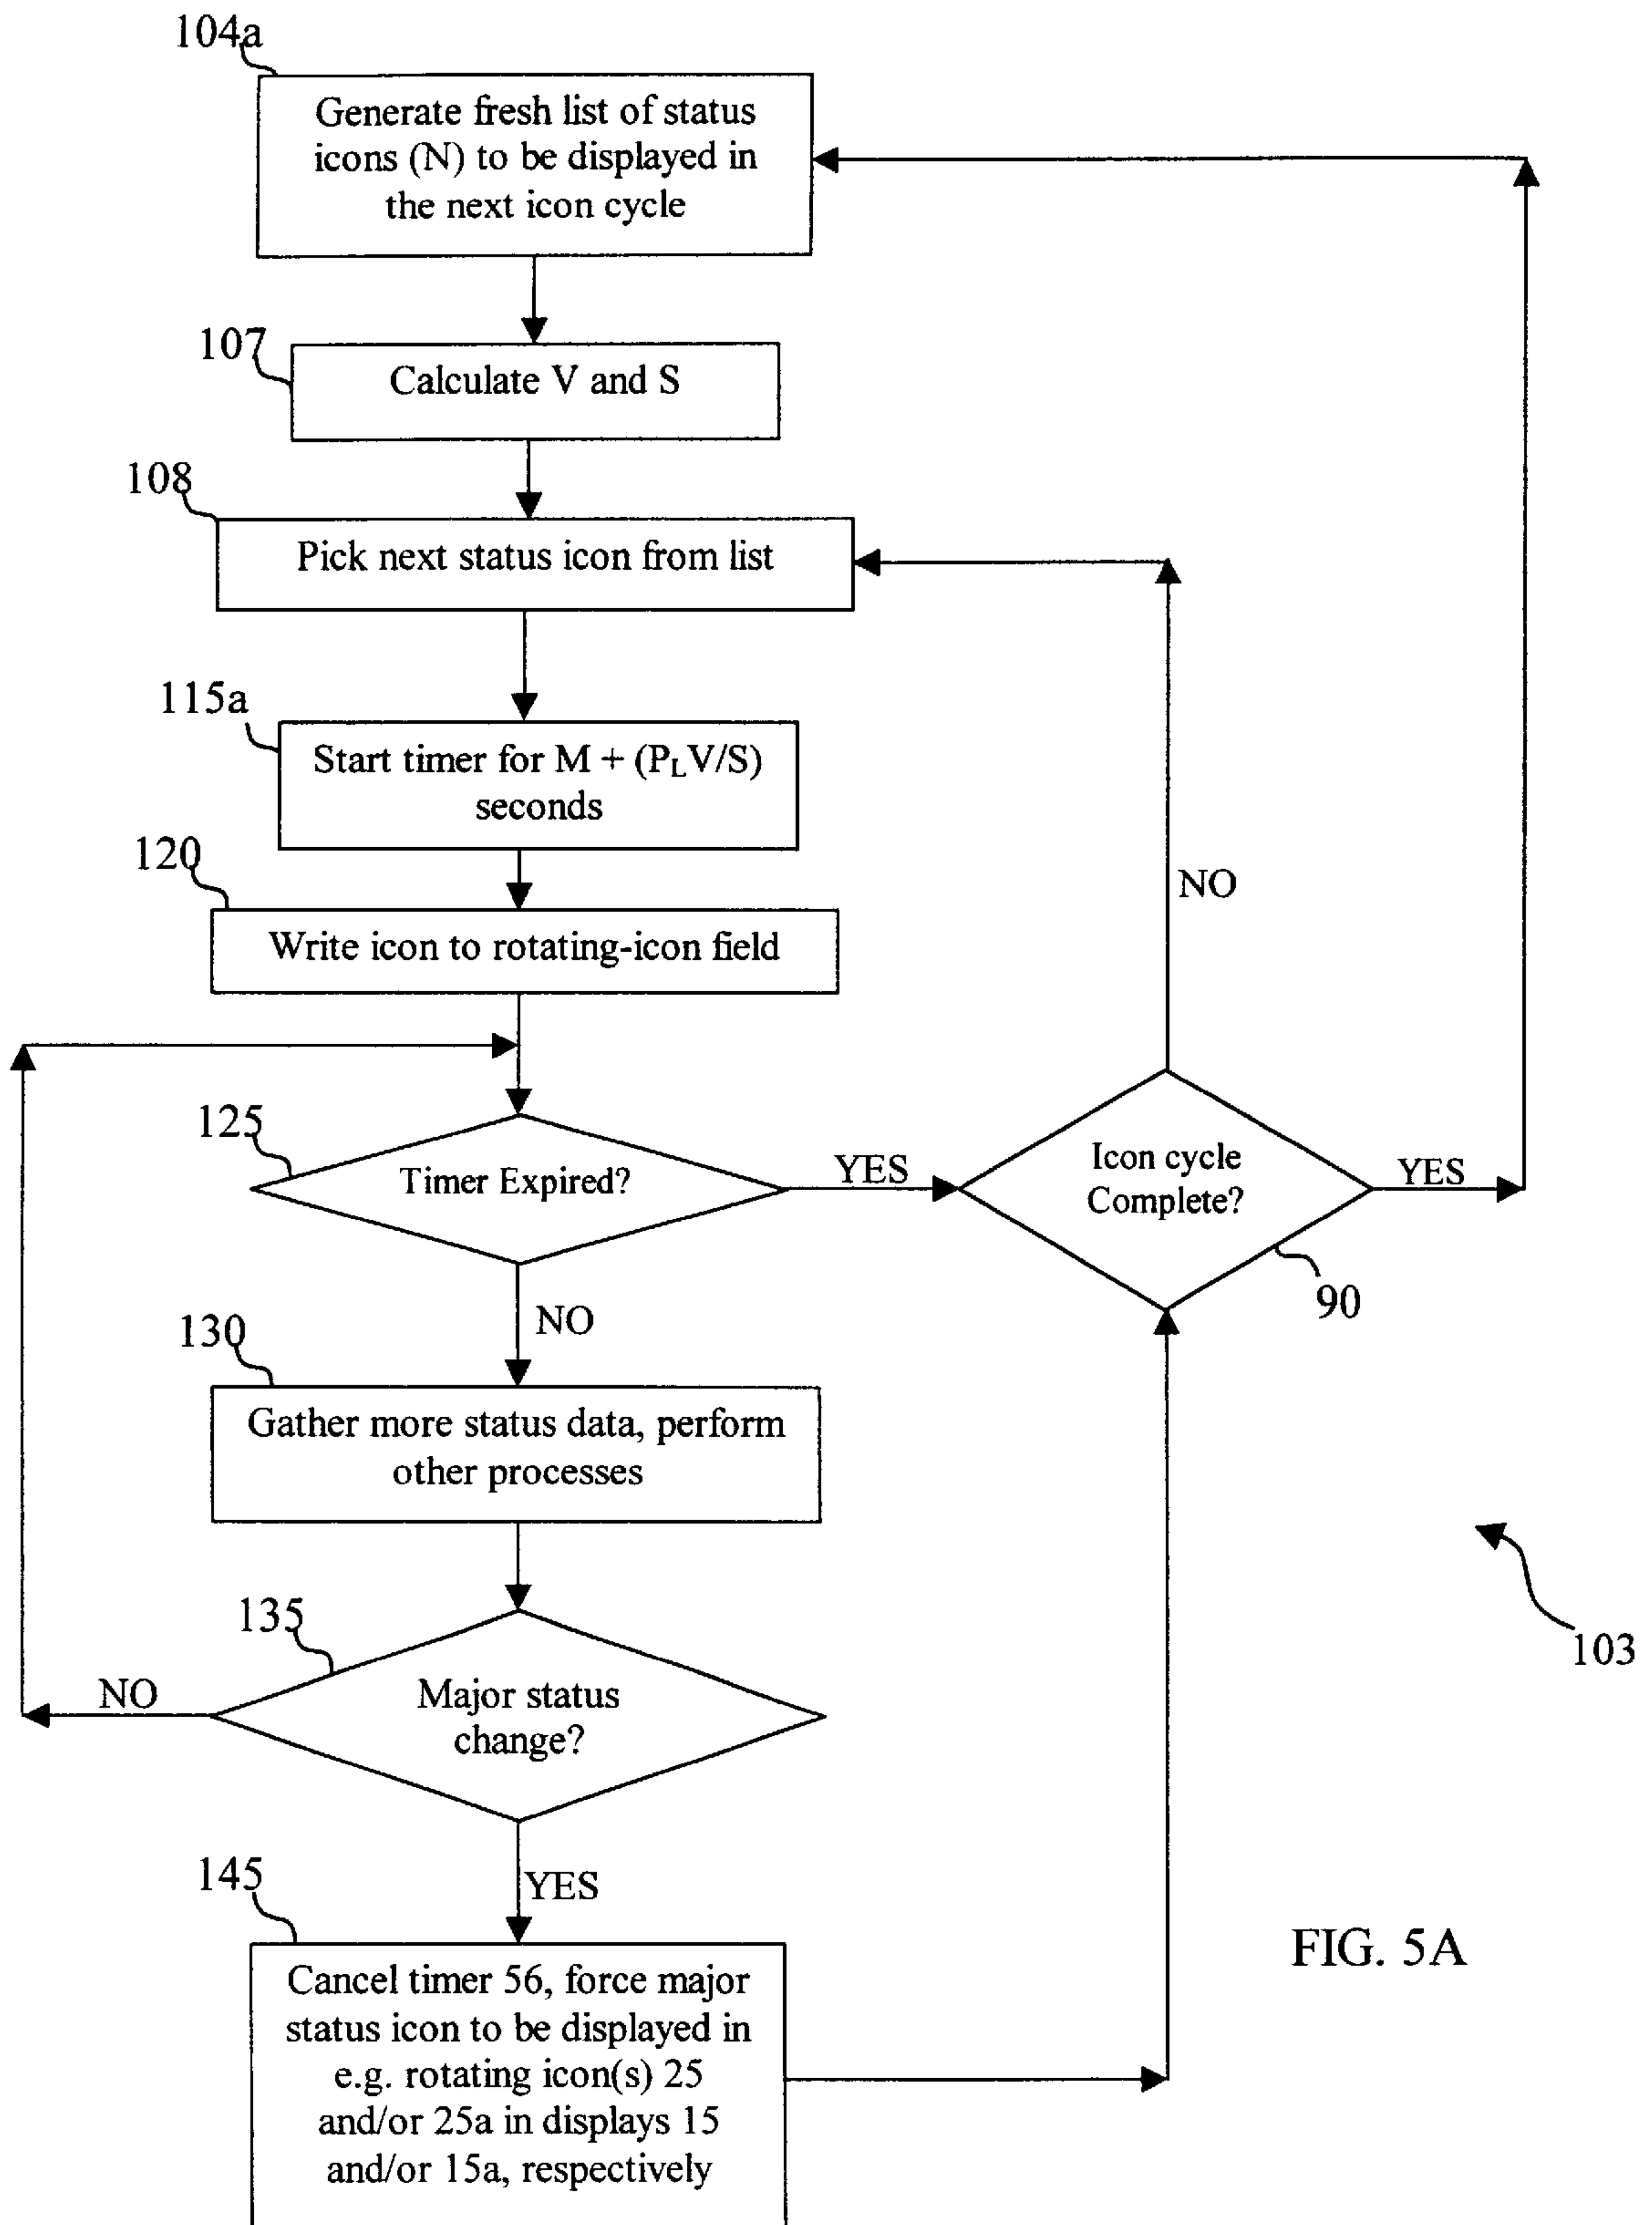 104a
Generate fresh list of status
icons (N) to be displayed in
the next icon cycle
107
Calculate V and S
108
Pick next status icon from list
115a
Start timer for M + (P_LV/S)
seconds
120
Write icon to rotating-icon field
NO
125
Timer Expired?
YES
Icon cycle
Complete?
YES
90
NO
130
Gather more status data, perform
other processes
135
Major status
change?
NO
103
YES
145
Cancel timer 56, force major
status icon to be displayed in
e.g. rotating icon(s) 25
and/or 25a in displays 15
and/or 15a, respectively
FIG. 5A